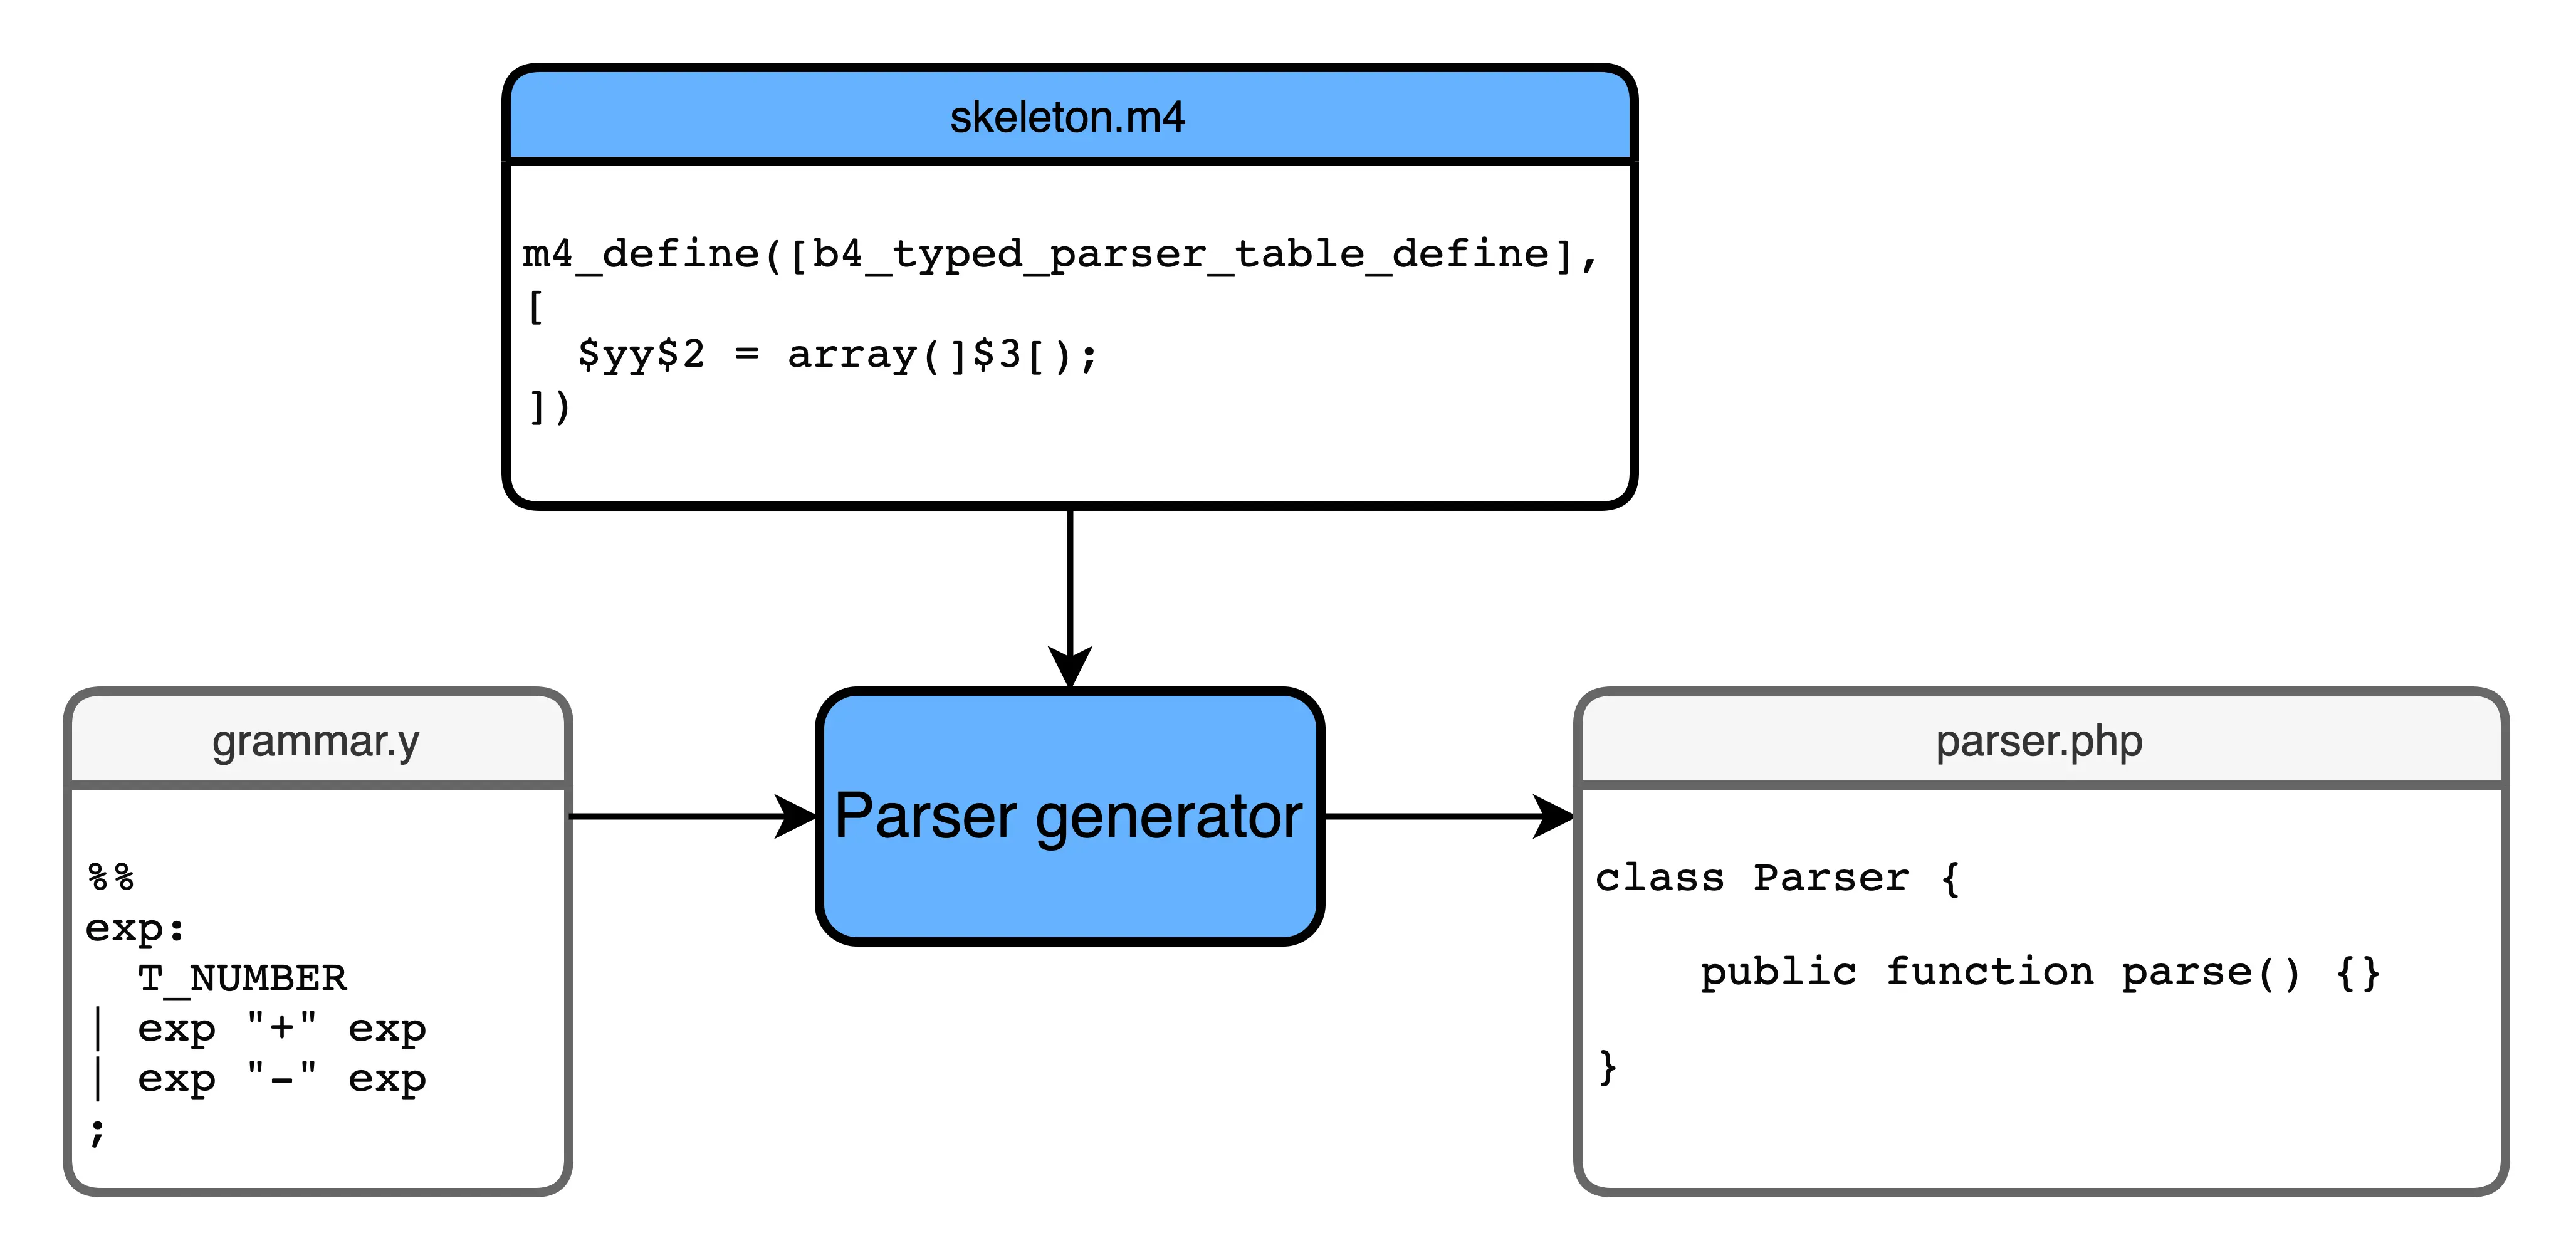 skeleton.m4
m4_define([b4_typed_parser_table_define],
[
  $yy$2 = array(]$3[);
])
grammar.y
%%
exp:
  T_NUMBER
| exp "+" exp
| exp "-" exp
;
Parser generator
parser.php
class Parser {
    public function parse() {}
}